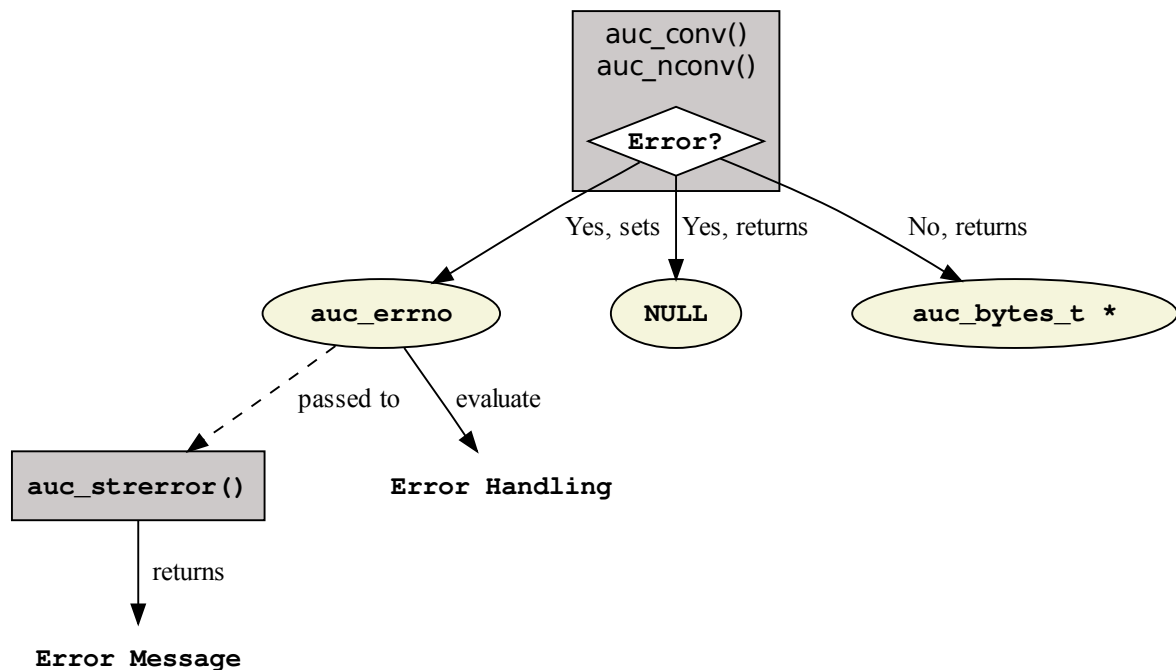 auc_conv()
auc_nconv()
Error?
Yes, sets
Yes, returns
No, returns
auc_errno
NULL
auc_bytes_t *
passed to
evaluate
auc_strerror()
Error Handling
returns
Error Message